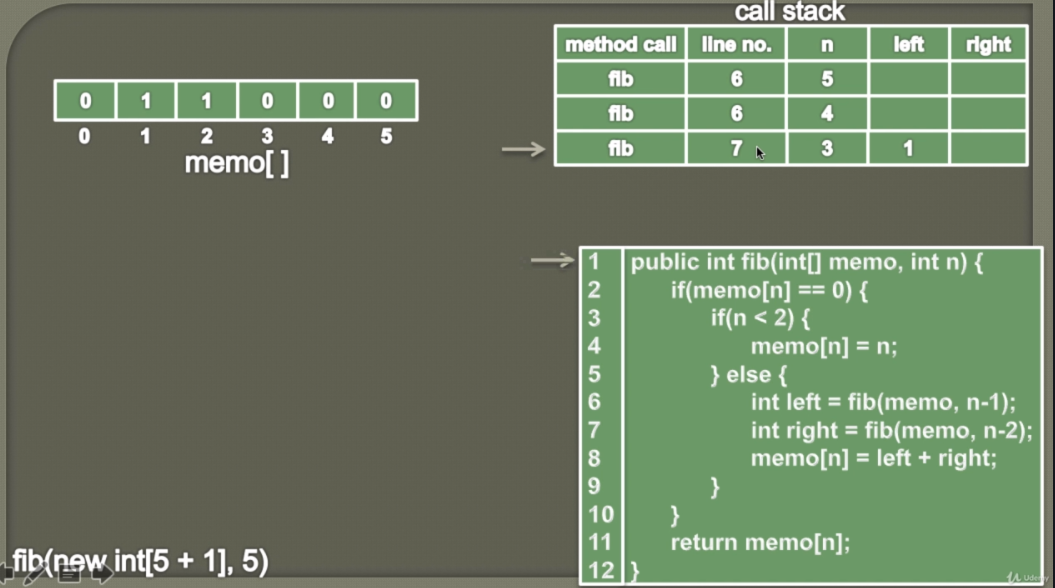 call stack
method call line no. n left right
fib 6 5
fib 6 4
fib 7 3 1
0 1 1 0 0 0
0 1 2 3 4 5
memo[ ]
1 public int fib(int[] memo, int n) {
2 if(memo[n] == 0) {
3 if(n < 2) {
4 memo[n] = n;
5 } else {
6 int left = fib(memo, n-1);
7 int right = fib(memo, n-2);
8 memo[n] = left + right;
9 }
10 }
11 return memo[n];
12 }
fib(new int[5 + 1], 5)
Udemy